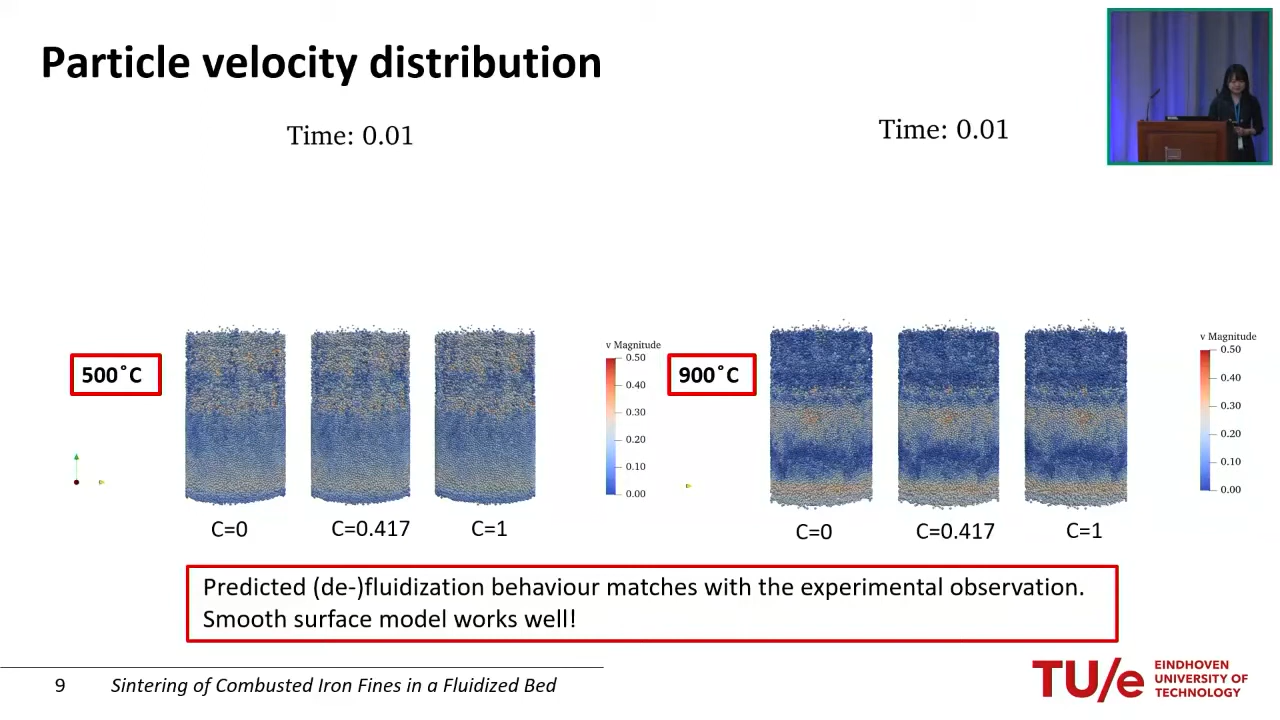 Particle velocity distribution
Time: 0.01
Time: 0.01
500˚C
v Magnitude
0.50
0.40
0.30
0.20
0.10
0.00
900˚C
v Magnitude
0.50
0.40
0.30
0.20
0.10
0.00
C=0
C=0.417
C=1
C=0
C=0.417
C=1
Predicted (de-)fluidization behaviour matches with the experimental observation.
Smooth surface model works well!
9
Sintering of Combusted Iron Fines in a Fluidized Bed
TU/e
EINDHOVEN
UNIVERSITY OF
TECHNOLOGY